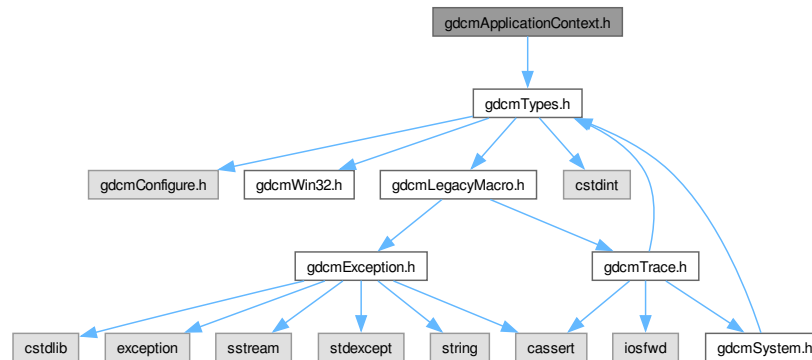 gdcmApplicationContext.h
gdcmTypes.h
gdcmConfigure.h
gdcmWin32.h
gdcmLegacyMacro.h
cstdint
gdcmException.h
gdcmTrace.h
cstdlib
exception
sstream
stdexcept
string
cassert
iosfwd
gdcmSystem.h